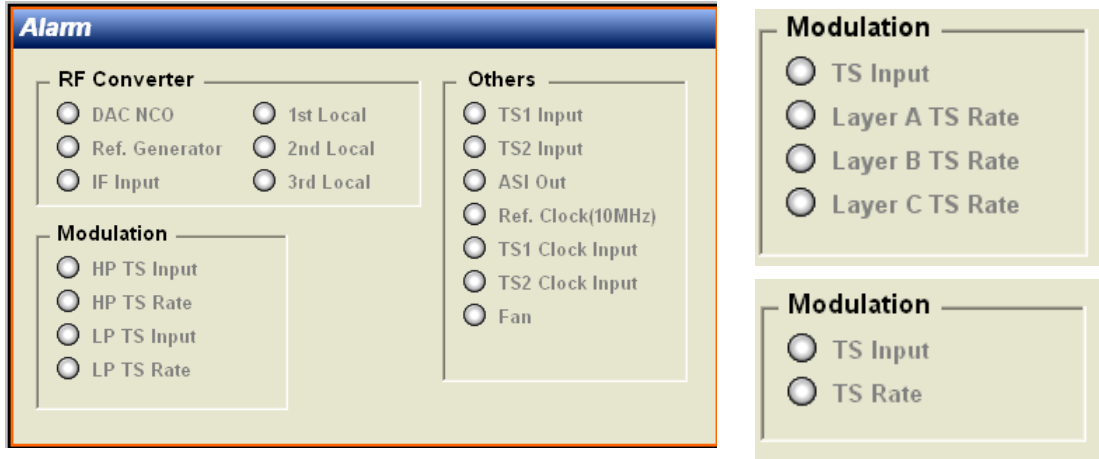 Alarm
RF Converter
DAC NCO
1st Local
Ref. Generator
2nd Local
IF Input
3rd Local
Modulation
HP TS Input
HP TS Rate
LP TS Input
LP TS Rate
Others
TS1 Input
TS2 Input
ASI Out
Ref. Clock(10MHz)
TS1 Clock Input
TS2 Clock Input
Fan
Modulation
TS Input
Layer A TS Rate
Layer B TS Rate
Layer C TS Rate
Modulation
TS Input
TS Rate